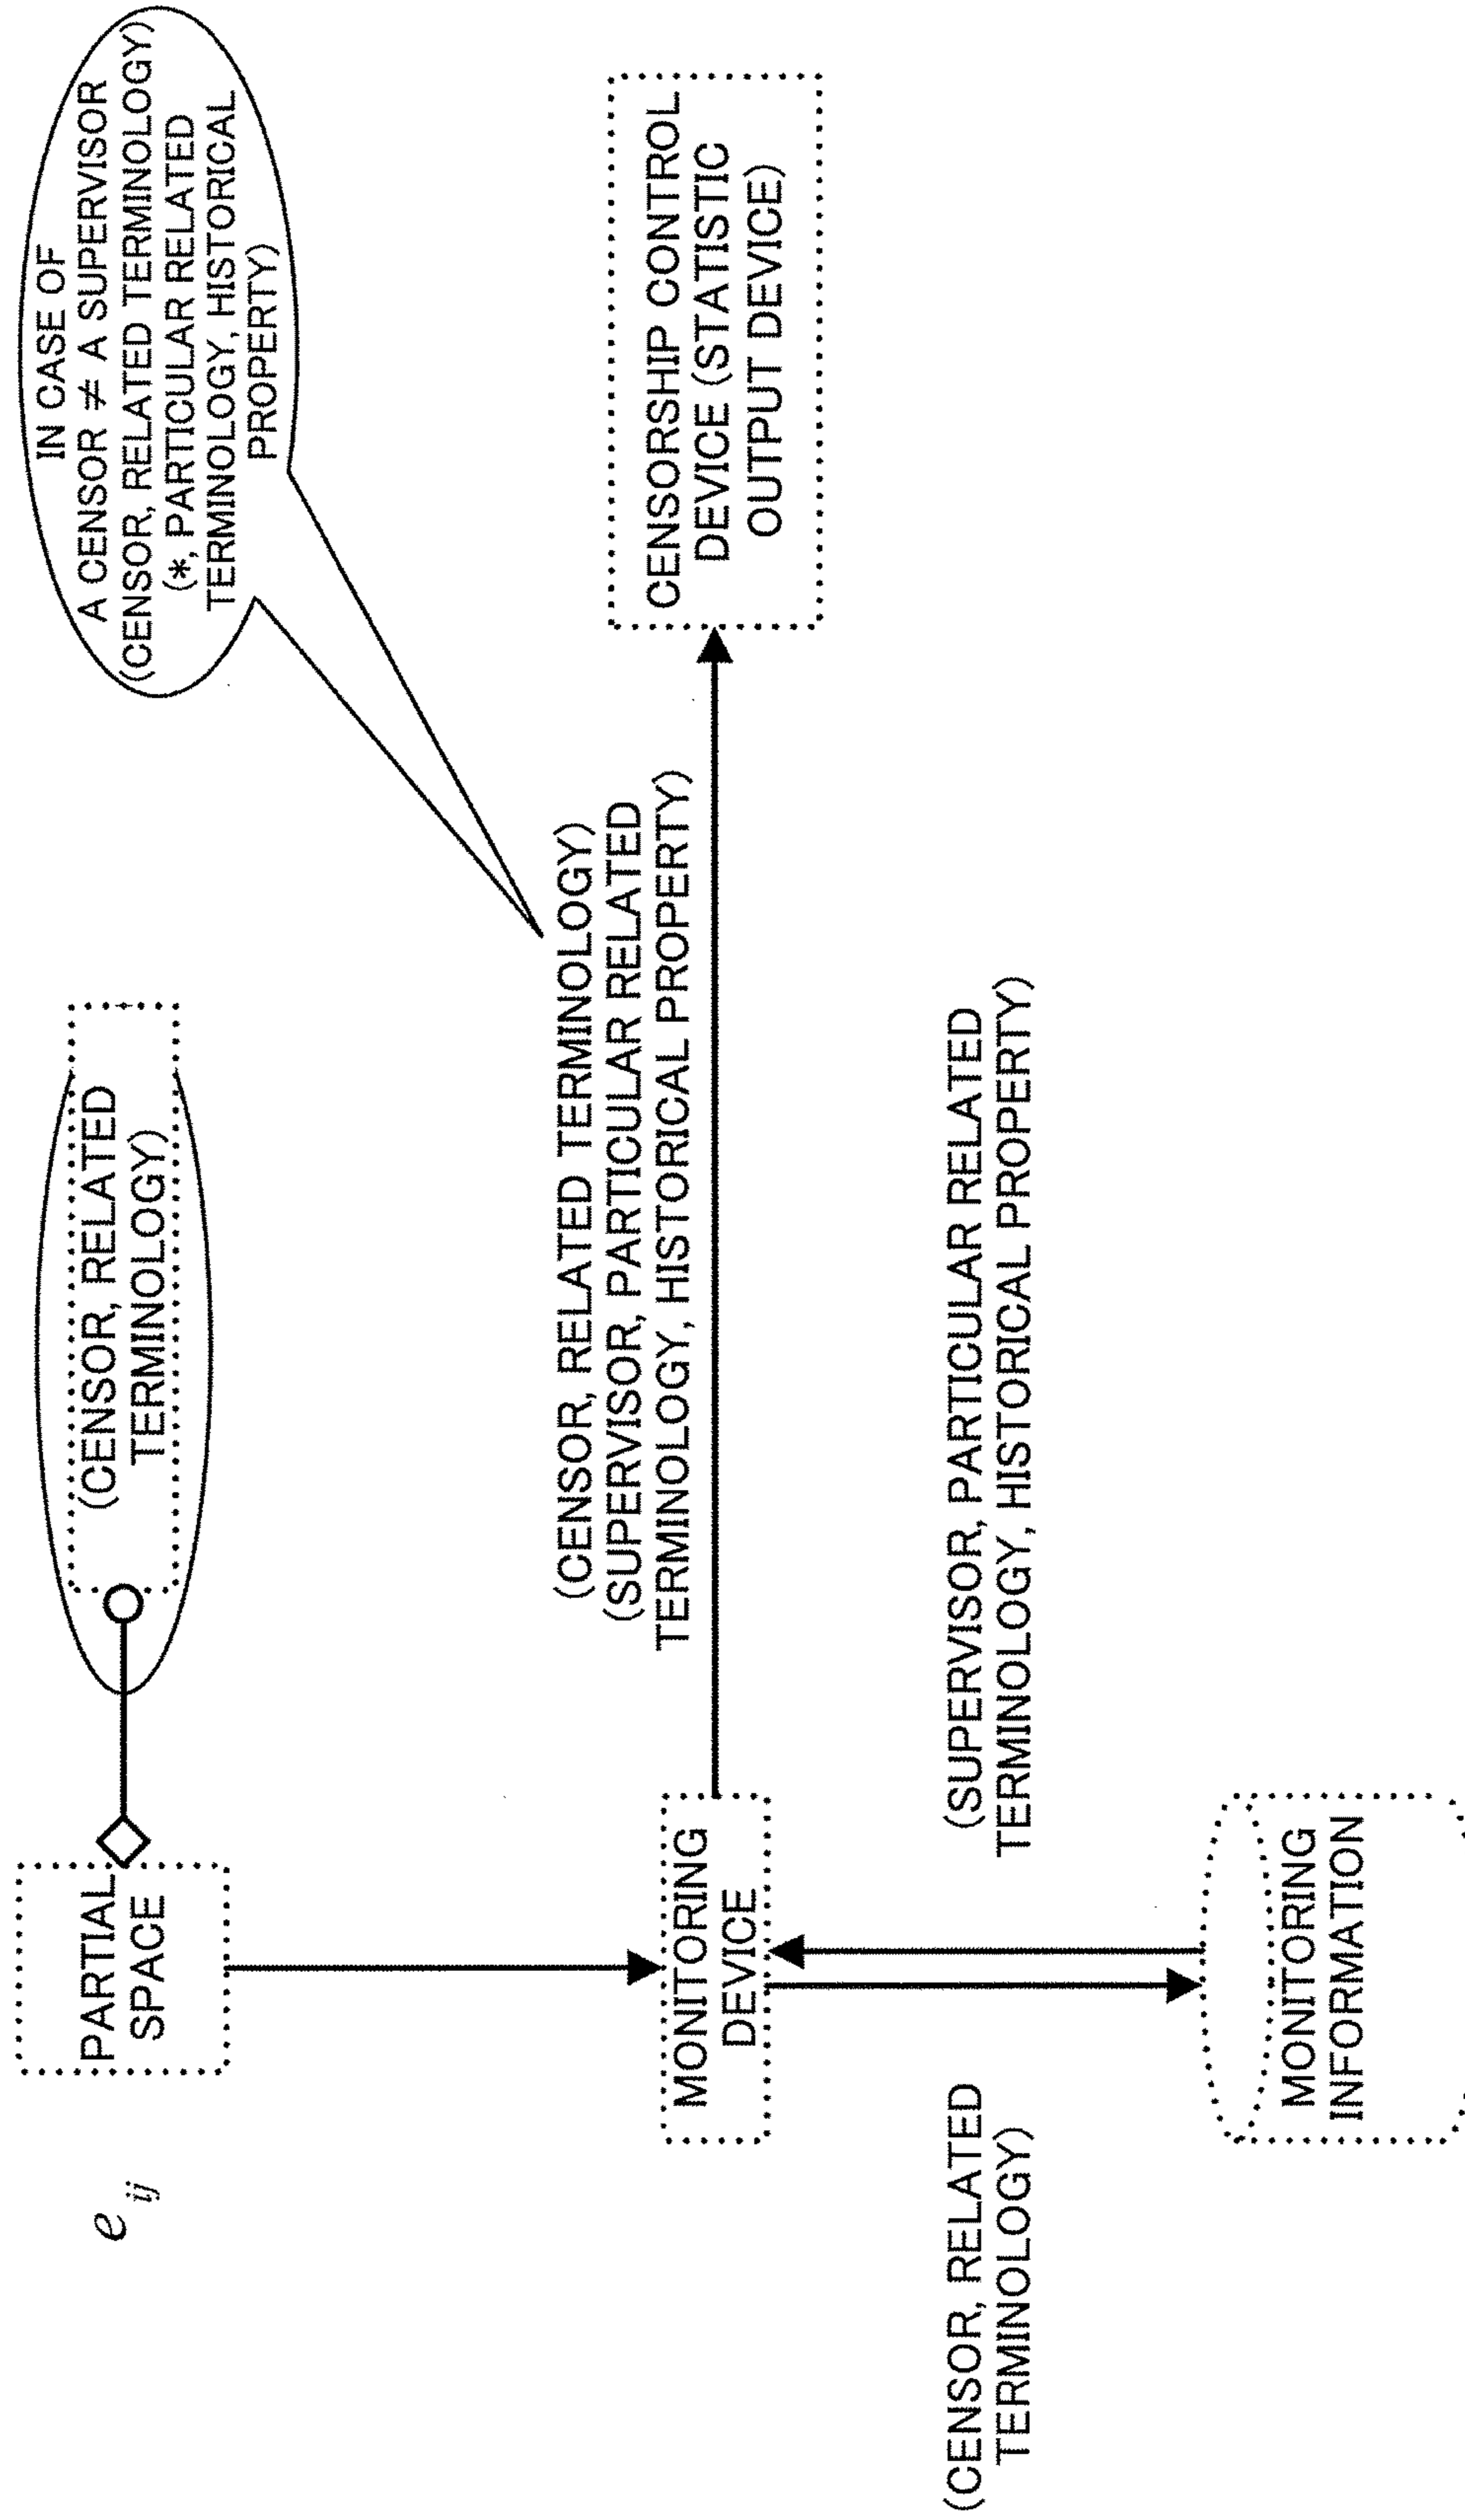 e ij
PARTIAL
SPACE
(CENSOR, RELATED
TERMINOLOGY)
IN CASE OF
A CENSOR ≠ A SUPERVISOR
(CENSOR, RELATED TERMINOLOGY)
(*, PARTICULAR RELATED
TERMINOLOGY, HISTORICAL
PROPERTY)
(CENSOR, RELATED TERMINOLOGY)
(SUPERVISOR, PARTICULAR RELATED
TERMINOLOGY, HISTORICAL PROPERTY)
MONITORING
DEVICE
CENSORSHIP CONTROL
DEVICE (STATISTIC
OUTPUT DEVICE)
(CENSOR, RELATED
TERMINOLOGY)
(SUPERVISOR, PARTICULAR RELATED
TERMINOLOGY, HISTORICAL PROPERTY)
MONITORING
INFORMATION